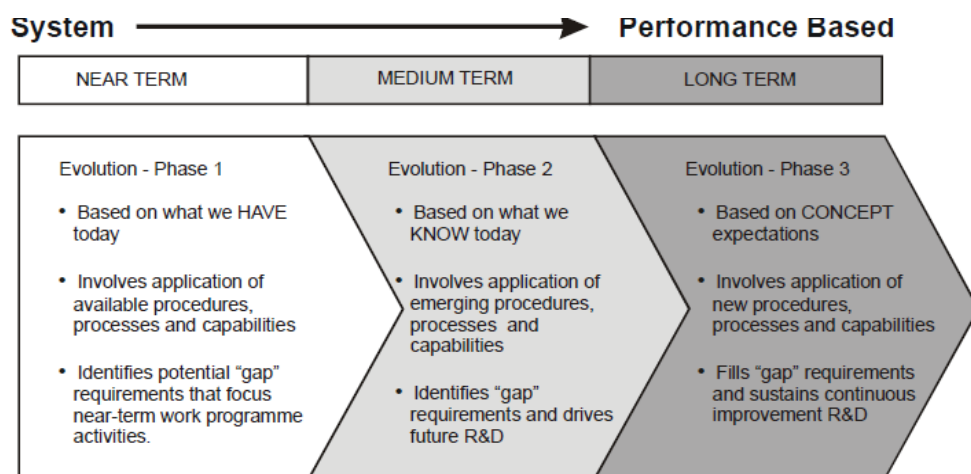 System Performance Based
NEAR TERM MEDIUM TERM LONG TERM
Evolution - Phase 1
• Based on what we HAVE
today
• Involves application of
available procedures,
processes and capabilities
• Identifies potential “gap”
requirements that focus
near-term work programme
activities.
Evolution - Phase 2
• Based on what we
KNOW today
• Involves application of
emerging procedures,
processes and
capabilities
• Identifies “gap”
requirements and drives
future R&D
Evolution - Phase 3
• Based on CONCEPT
expectations
• Involves application of
new procedures,
processes and capabilities
• Fills “gap” requirements
and sustains continuous
improvement R&D